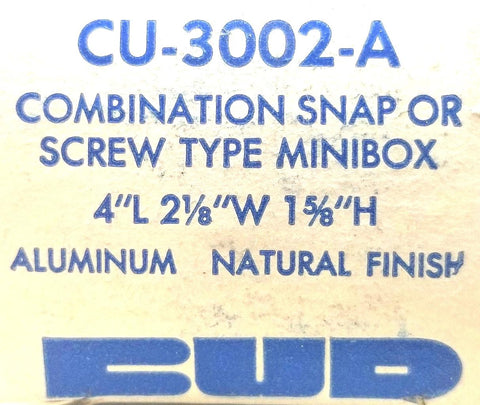 CU-3002-A
COMBINATION SNAP OR
SCREW TYPE MINIBOX
4"L 2⅛"W 1⅝"H
ALUMINUM NATURAL FINISH
BUD